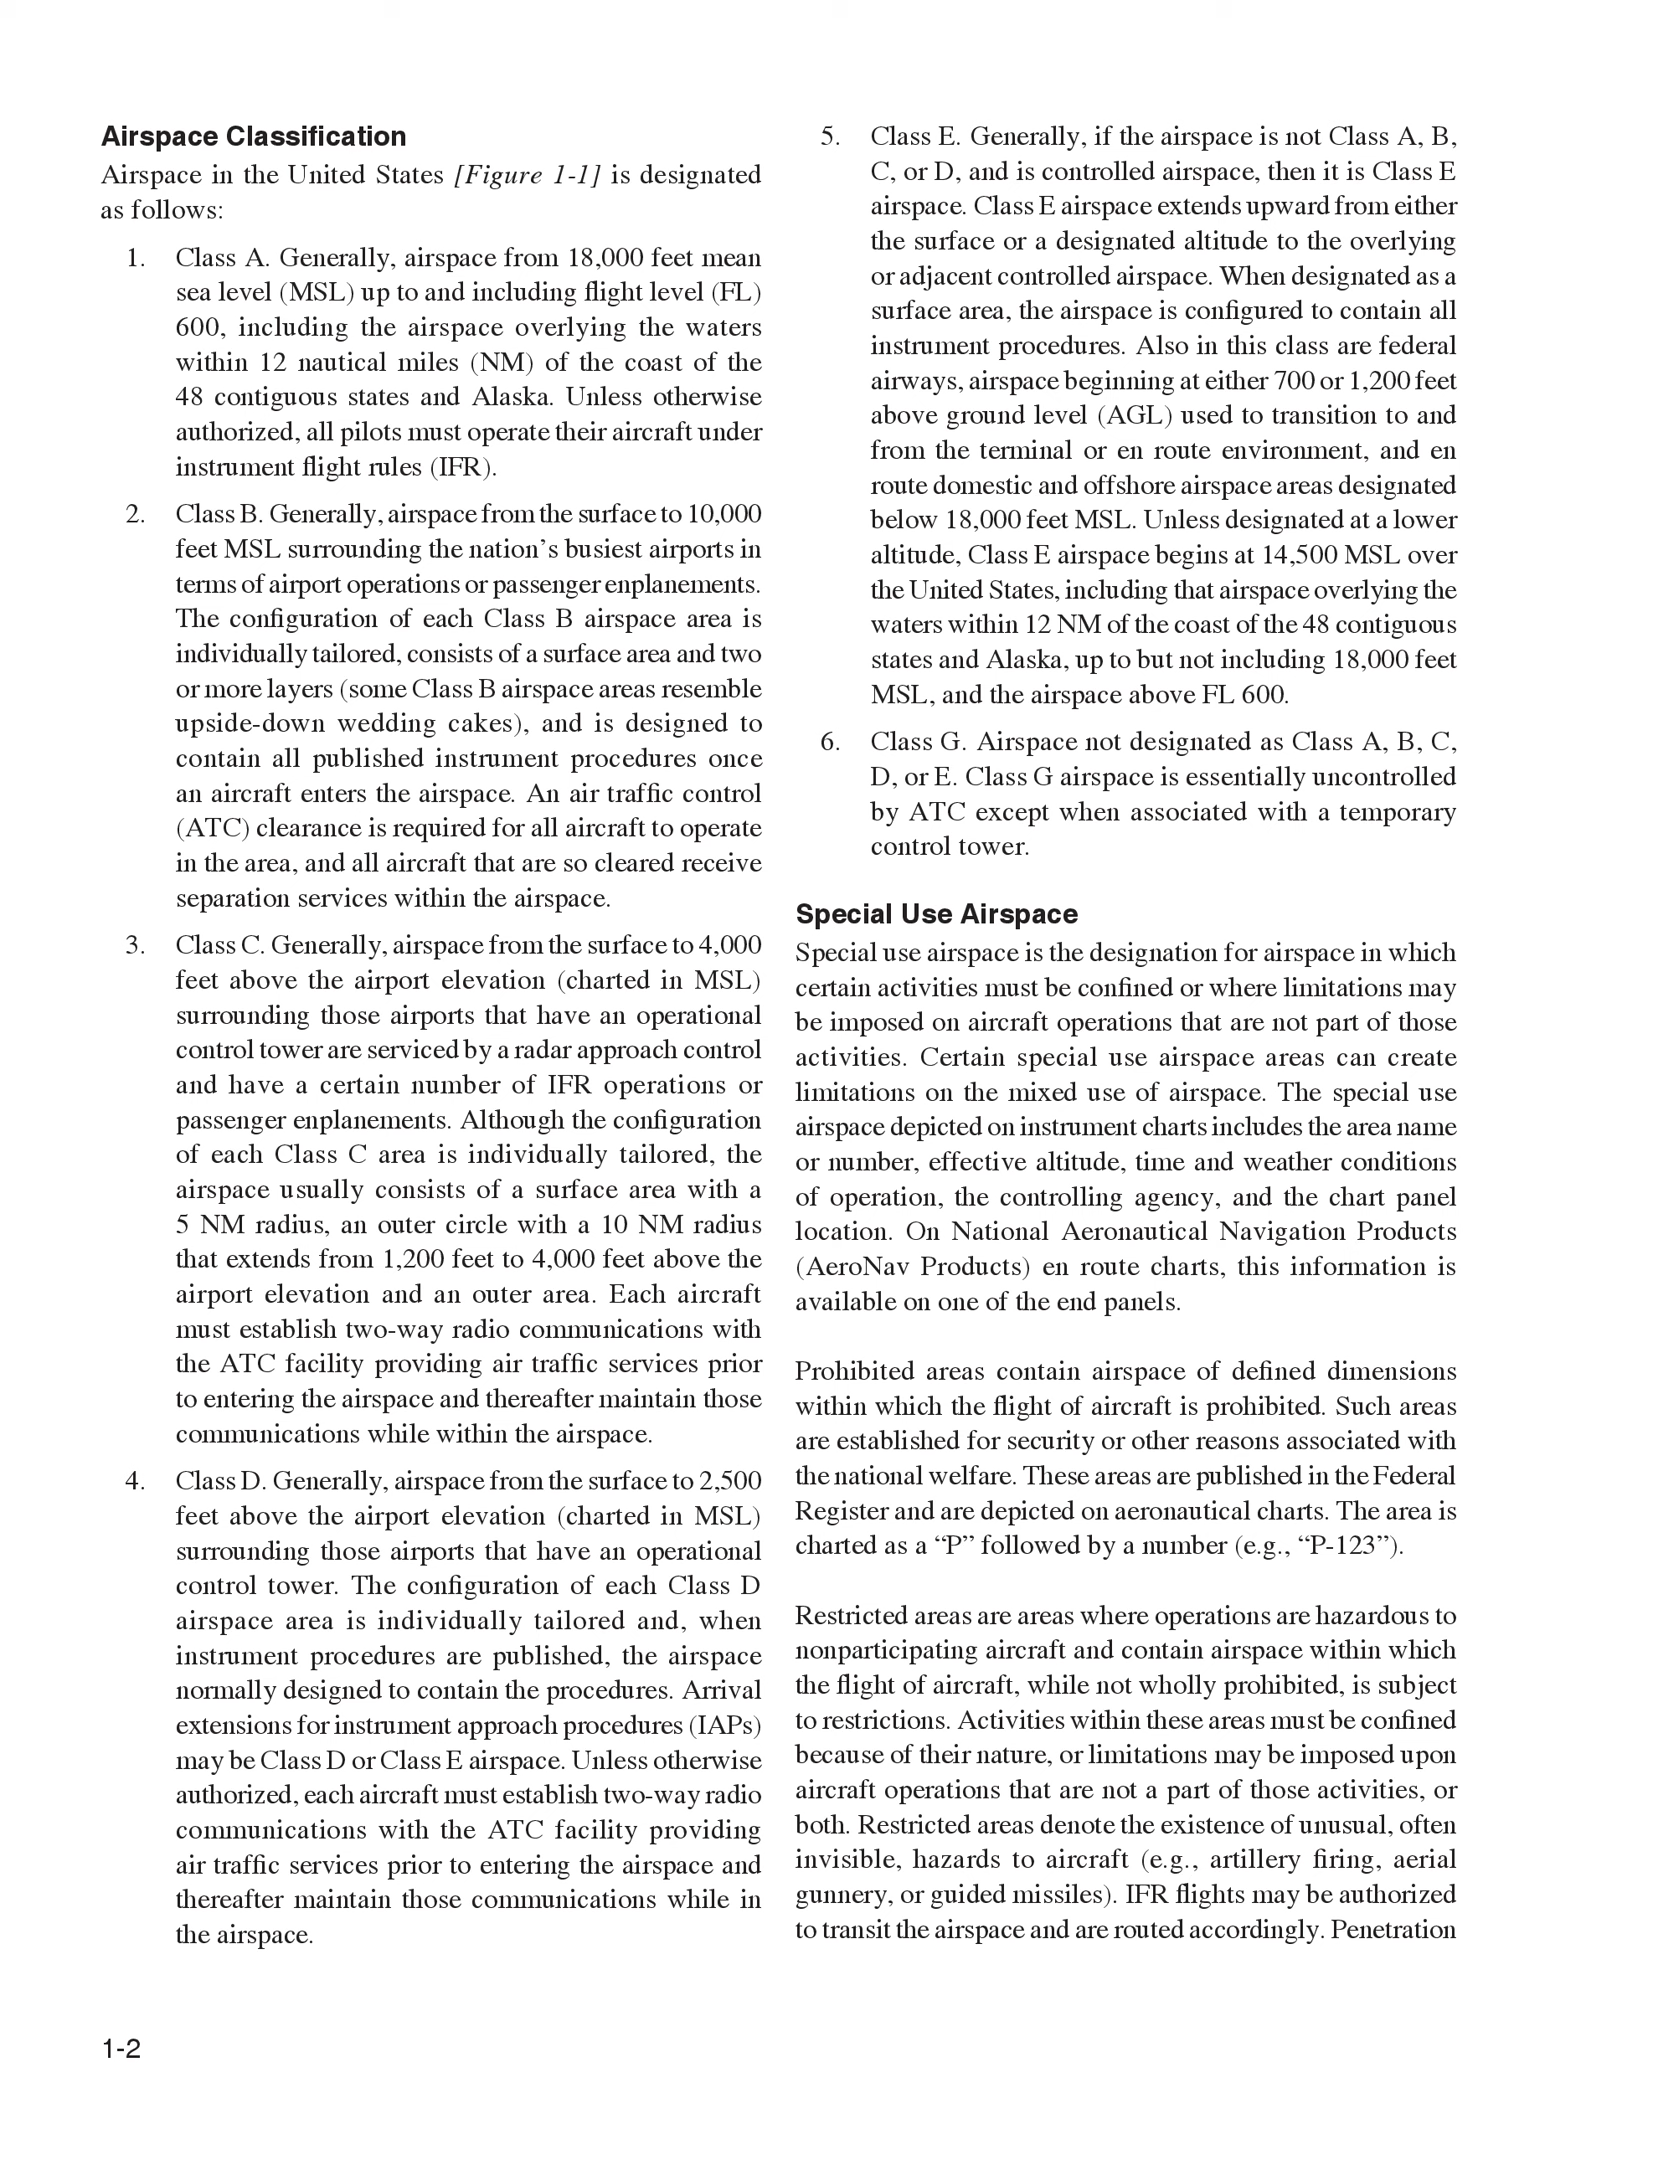 Airspace Classification
Airspace in the United States [Figure 1-1] is designated
as follows:
1. Class A. Generally, airspace from 18,000 feet mean
sea level (MSL) up to and including flight level (FL)
600, including the airspace overlying the waters
within 12 nautical miles (NM) of the coast of the
48 contiguous states and Alaska. Unless otherwise
authorized, all pilots must operate their aircraft under
instrument flight rules (IFR).
2. Class B. Generally, airspace from the surface to 10,000
feet MSL surrounding the nation’s busiest airports in
terms of airport operations or passenger enplanements.
The configuration of each Class B airspace area is
individually tailored, consists of a surface area and two
or more layers (some Class B airspace areas resemble
upside-down wedding cakes), and is designed to
contain all published instrument procedures once
an aircraft enters the airspace. An air traffic control
(ATC) clearance is required for all aircraft to operate
in the area, and all aircraft that are so cleared receive
separation services within the airspace.
3. Class C. Generally, airspace from the surface to 4,000
feet above the airport elevation (charted in MSL)
surrounding those airports that have an operational
control tower are serviced by a radar approach control
and have a certain number of IFR operations or
passenger enplanements. Although the configuration
of each Class C area is individually tailored, the
airspace usually consists of a surface area with a
5 NM radius, an outer circle with a 10 NM radius
that extends from 1,200 feet to 4,000 feet above the
airport elevation and an outer area. Each aircraft
must establish two-way radio communications with
the ATC facility providing air traffic services prior
to entering the airspace and thereafter maintain those
communications while within the airspace.
4. Class D. Generally, airspace from the surface to 2,500
feet above the airport elevation (charted in MSL)
surrounding those airports that have an operational
control tower. The configuration of each Class D
airspace area is individually tailored and, when
instrument procedures are published, the airspace
normally designed to contain the procedures. Arrival
extensions for instrument approach procedures (IAPs)
may be Class D or Class E airspace. Unless otherwise
authorized, each aircraft must establish two-way radio
communications with the ATC facility providing
air traffic services prior to entering the airspace and
thereafter maintain those communications while in
the airspace.
5. Class E. Generally, if the airspace is not Class A, B,
C, or D, and is controlled airspace, then it is Class E
airspace. Class E airspace extends upward from either
the surface or a designated altitude to the overlying
or adjacent controlled airspace. When designated as a
surface area, the airspace is configured to contain all
instrument procedures. Also in this class are federal
airways, airspace beginning at either 700 or 1,200 feet
above ground level (AGL) used to transition to and
from the terminal or en route environment, and en
route domestic and offshore airspace areas designated
below 18,000 feet MSL. Unless designated at a lower
altitude, Class E airspace begins at 14,500 MSL over
the United States, including that airspace overlying the
waters within 12 NM of the coast of the 48 contiguous
states and Alaska, up to but not including 18,000 feet
MSL, and the airspace above FL 600.
6. Class G. Airspace not designated as Class A, B, C,
D, or E. Class G airspace is essentially uncontrolled
by ATC except when associated with a temporary
control tower.
Special Use Airspace
Special use airspace is the designation for airspace in which
certain activities must be confined or where limitations may
be imposed on aircraft operations that are not part of those
activities. Certain special use airspace areas can create
limitations on the mixed use of airspace. The special use
airspace depicted on instrument charts includes the area name
or number, effective altitude, time and weather conditions
of operation, the controlling agency, and the chart panel
location. On National Aeronautical Navigation Products
(AeroNav Products) en route charts, this information is
available on one of the end panels.
Prohibited areas contain airspace of defined dimensions
within which the flight of aircraft is prohibited. Such areas
are established for security or other reasons associated with
the national welfare. These areas are published in the Federal
Register and are depicted on aeronautical charts. The area is
charted as a “P” followed by a number (e.g., “P-123”).
Restricted areas are areas where operations are hazardous to
nonparticipating aircraft and contain airspace within which
the flight of aircraft, while not wholly prohibited, is subject
to restrictions. Activities within these areas must be confined
because of their nature, or limitations may be imposed upon
aircraft operations that are not a part of those activities, or
both. Restricted areas denote the existence of unusual, often
invisible, hazards to aircraft (e.g., artillery firing, aerial
gunnery, or guided missiles). IFR flights may be authorized
to transit the airspace and are routed accordingly. Penetration
1-2